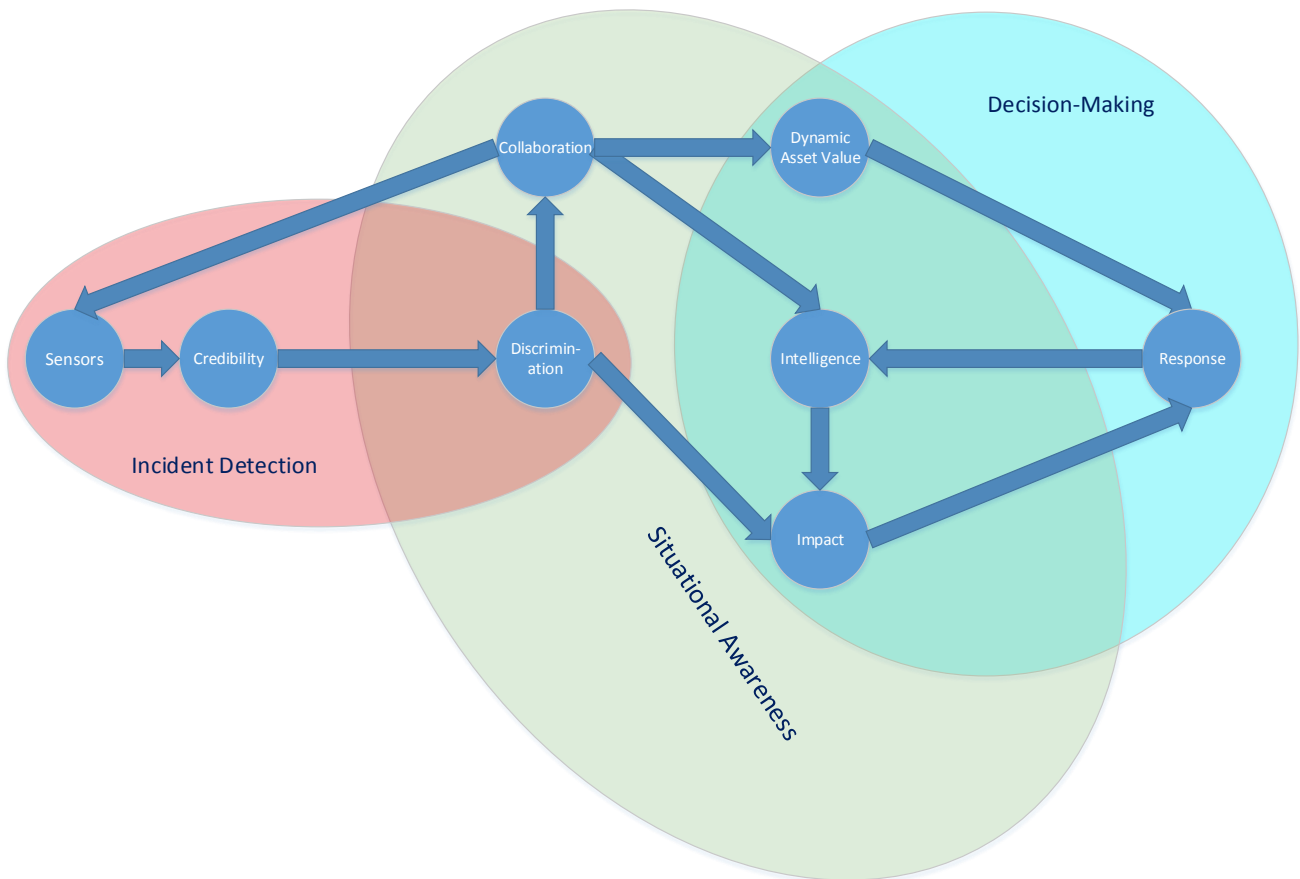 Decision-Making
Collaboration
Dynamic
Asset Value
Sensors
Credibility
Discrimin-
ation
Intelligence
Response
Incident Detection
Impact
Situational Awareness